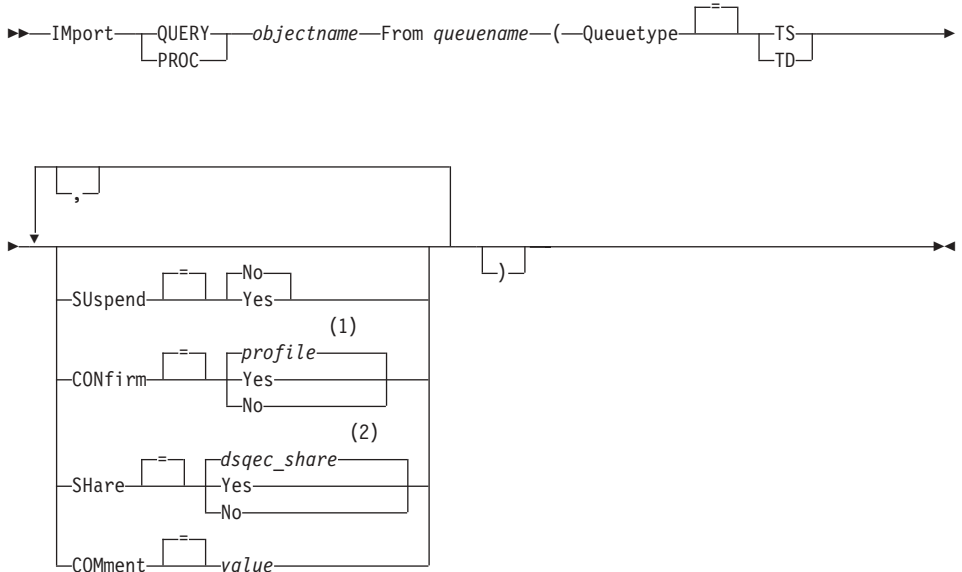 =
IMport QUERY objectname From queuename ( Queuetype TS
PROC TD
,
)
=
No
SUspend Yes
(1)
=
profile
CONfirm Yes
No
(2)
=
dsqec_share
SHare Yes
No
=
COMment value